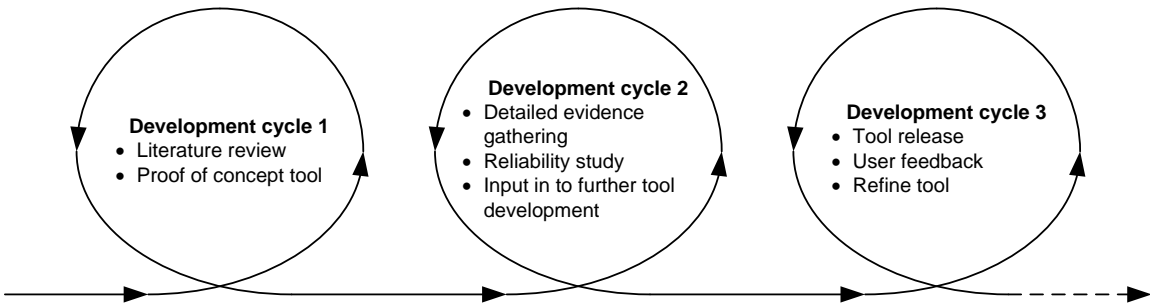 Development cycle 1
• Literature review
• Proof of concept tool
Development cycle 2
• Detailed evidence
gathering
• Reliability study
• Input in to further tool
development
Development cycle 3
• Tool release
• User feedback
• Refine tool